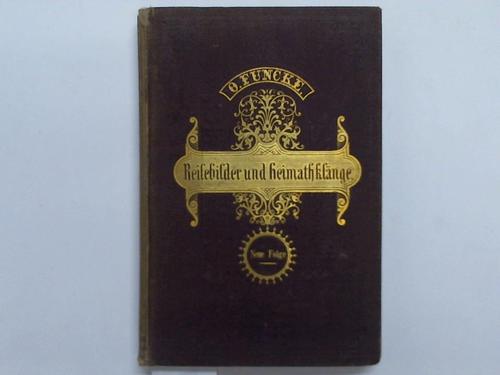 O. FUNCKE.
Reisebilder und Heimathklänge.
Neue Folge